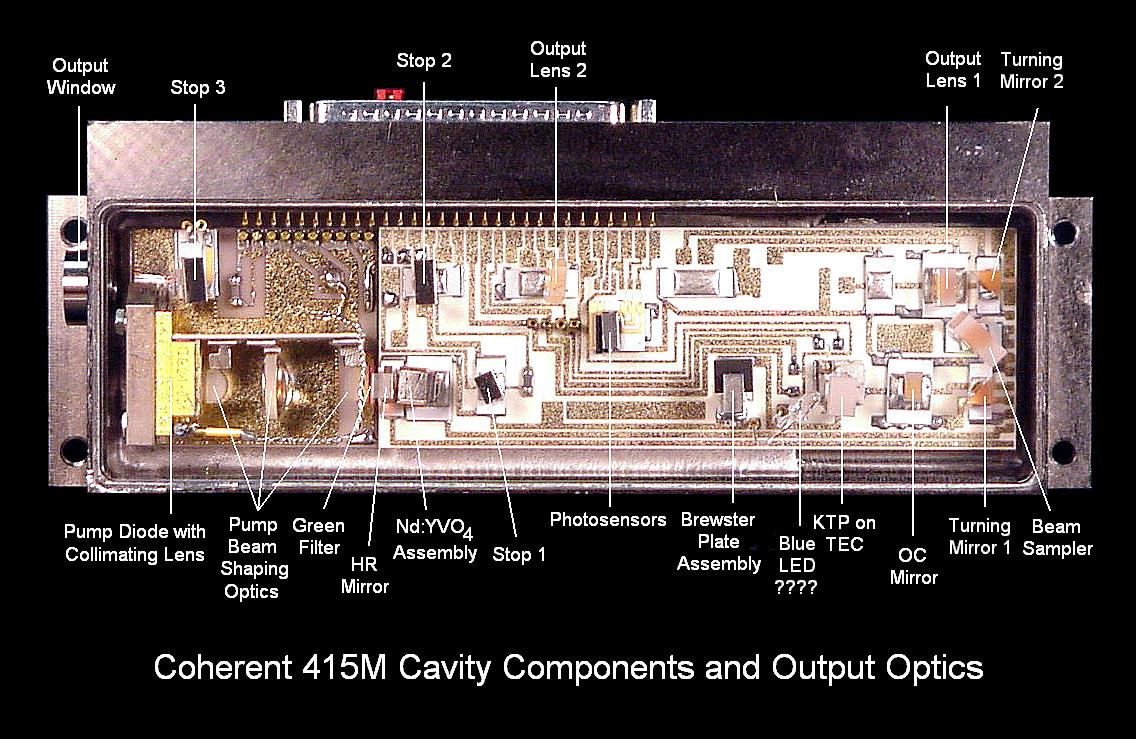 Output
Window
Stop 3
Stop 2
Output
Lens 2
Output
Lens 1
Turning
Mirror 2
Pump Diode with
Collimating Lens
Pump
Beam
Shaping
Optics
Green
Filter
HR
Mirror
Nd:YVO4
Assembly
Stop 1
Photosensors
Brewster
Plate
Assembly
Blue
LED
????
KTP on
TEC
OC
Mirror
Turning
Mirror 1
Beam
Sampler
Coherent 415M Cavity Components and Output Optics